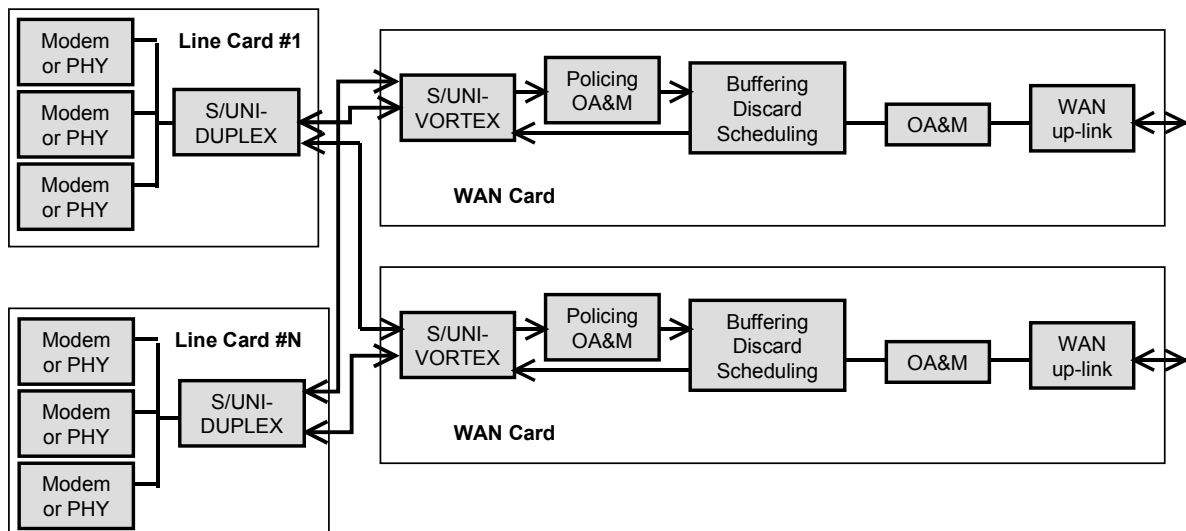 Line Card #1
Modem
or PHY
Modem
or PHY
Modem
or PHY
S/UNI-
DUPLEX
S/UNI-
VORTEX
Policing
OA&M
Buffering
Discard
Scheduling
OA&M
WAN
up-link
WAN Card
Line Card #N
Modem
or PHY
Modem
or PHY
Modem
or PHY
S/UNI-
DUPLEX
S/UNI-
VORTEX
Policing
OA&M
Buffering
Discard
Scheduling
OA&M
WAN
up-link
WAN Card